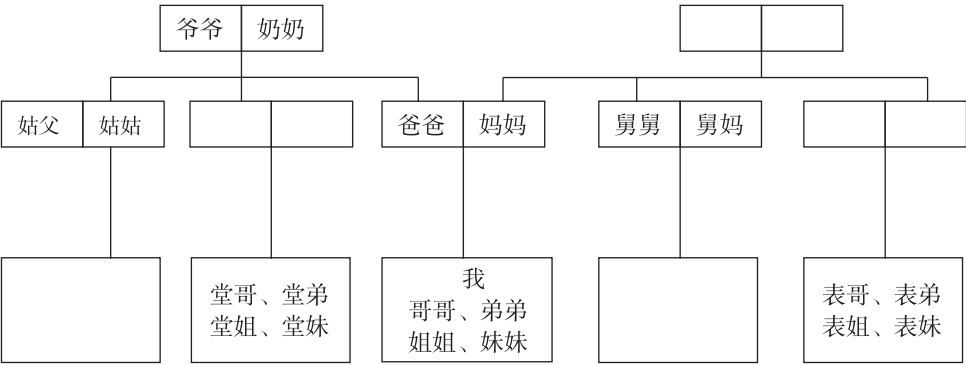 爷爷 奶奶
姑父 姑姑 爸爸 妈妈 舅舅 舅妈
堂哥、堂弟
堂姐、堂妹
我
哥哥、弟弟
姐姐、妹妹
表哥、表弟
表姐、表妹